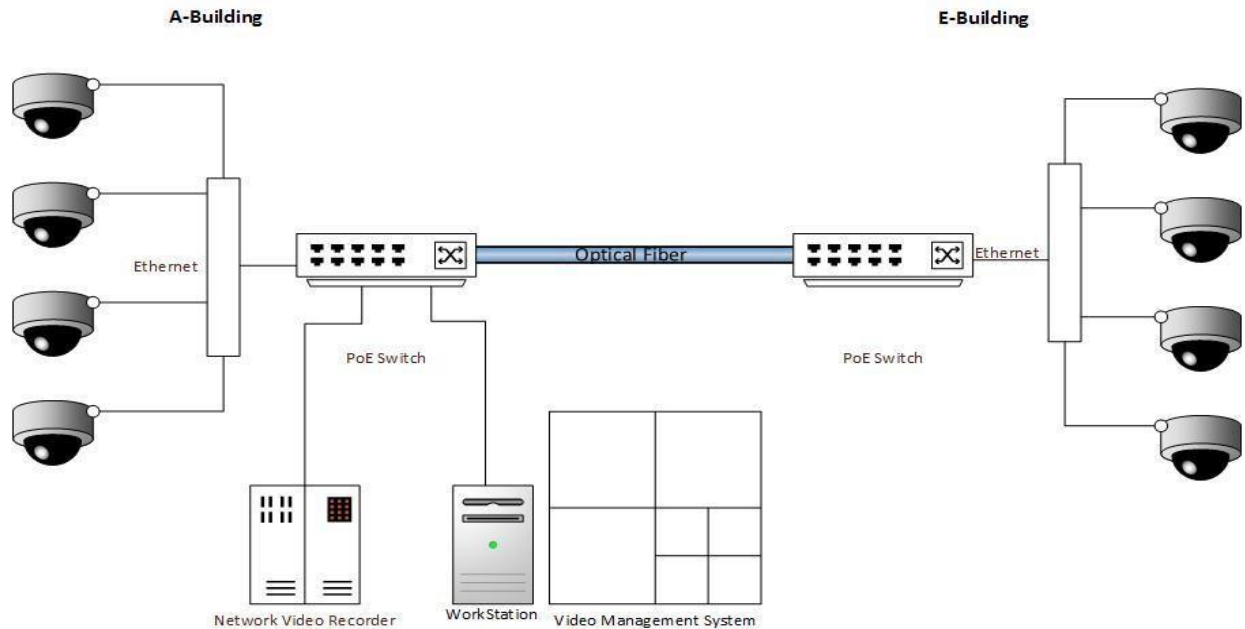 A-Building
E-Building
Ethernet
Optical Fiber
Ethernet
PoE Switch
PoE Switch
Network Video Recorder
WorkStation
Video Management System